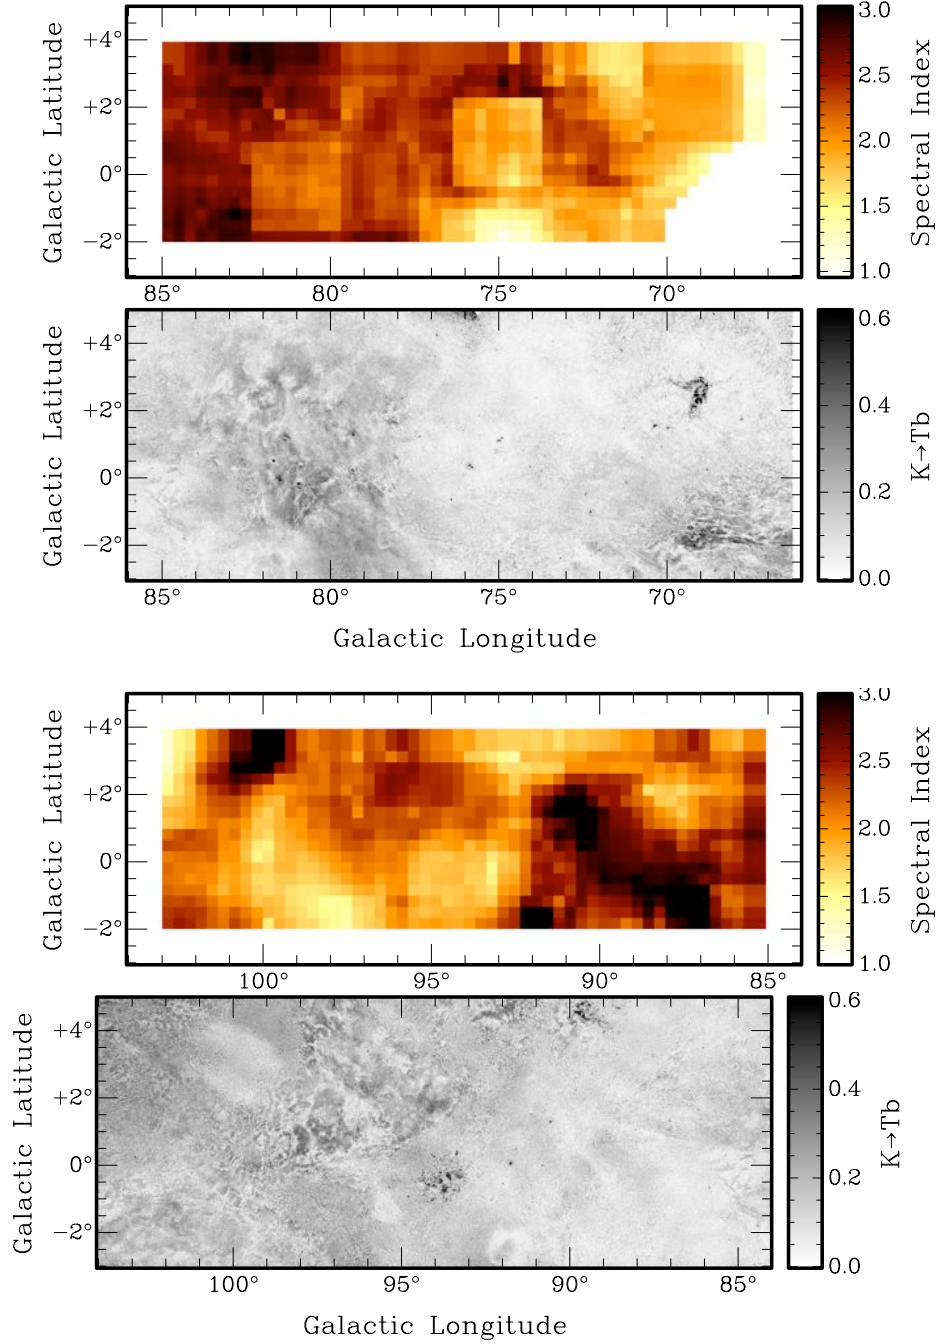 3.0
+4°
2.5
+2°
2.0
0°
1.5
−2°
1.0
Galactic Latitude
Spectral Index
85° 80° 75° 70°
0.6
+4°
0.4
+2°
0°
0.2
−2°
0.0
Galactic Latitude
K→Tb
85° 80° 75° 70°
Galactic Longitude
3.0
+4°
2.5
+2°
2.0
0°
1.5
−2°
1.0
Galactic Latitude
Spectral Index
100° 95° 90° 85°
0.6
+4°
0.4
+2°
0°
0.2
−2°
0.0
Galactic Latitude
K→Tb
100° 95° 90° 85°
Galactic Longitude